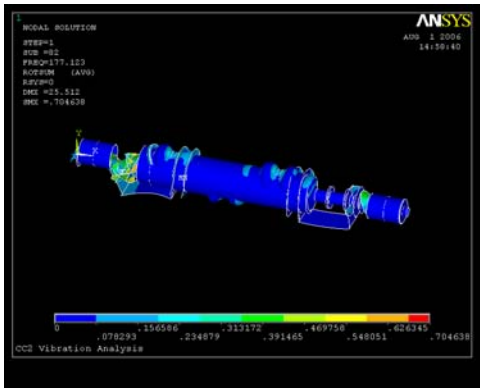 1
NODAL SOLUTION
STEP=1
SUB =82
FREQ=177.123
ROTSUM (AVG)
RSYS=0
DMX=25.512
SMX=.704638
ANSYS
AUG 1 2006
14:58:40
Y
X
0
.078293
.156586
.234879
.313172
.391465
.469758
.548051
.626345
.704638
CC2 Vibration Analysis